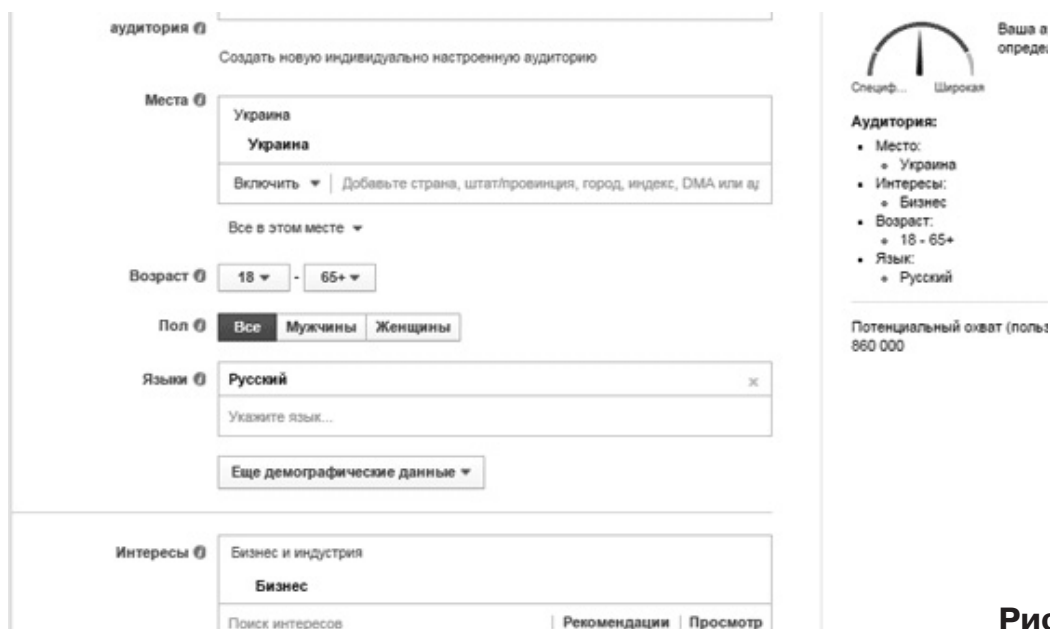 аудитория
Создать новую индивидуально настроенную аудиторию
Места
Украина
Украина
Включить
Добавьте страна, штат/провинция, город, индекс, DMA или
Все в этом месте
Возраст
18 - 65+
Пол
Все Мужчины Женщины
Языки
Русский
Укажите язык...
Еще демографические данные
Интересы
Бизнес и индустрия
Бизнес
Поиск интересов
Рекомендации
Просмотр
Ваша
Специф... Широкая
Аудитория:
Место:
Украина
Интересы:
Бизнес
Возраст:
18 - 65+
Язык:
Русский
Потенциальный охват
860 000